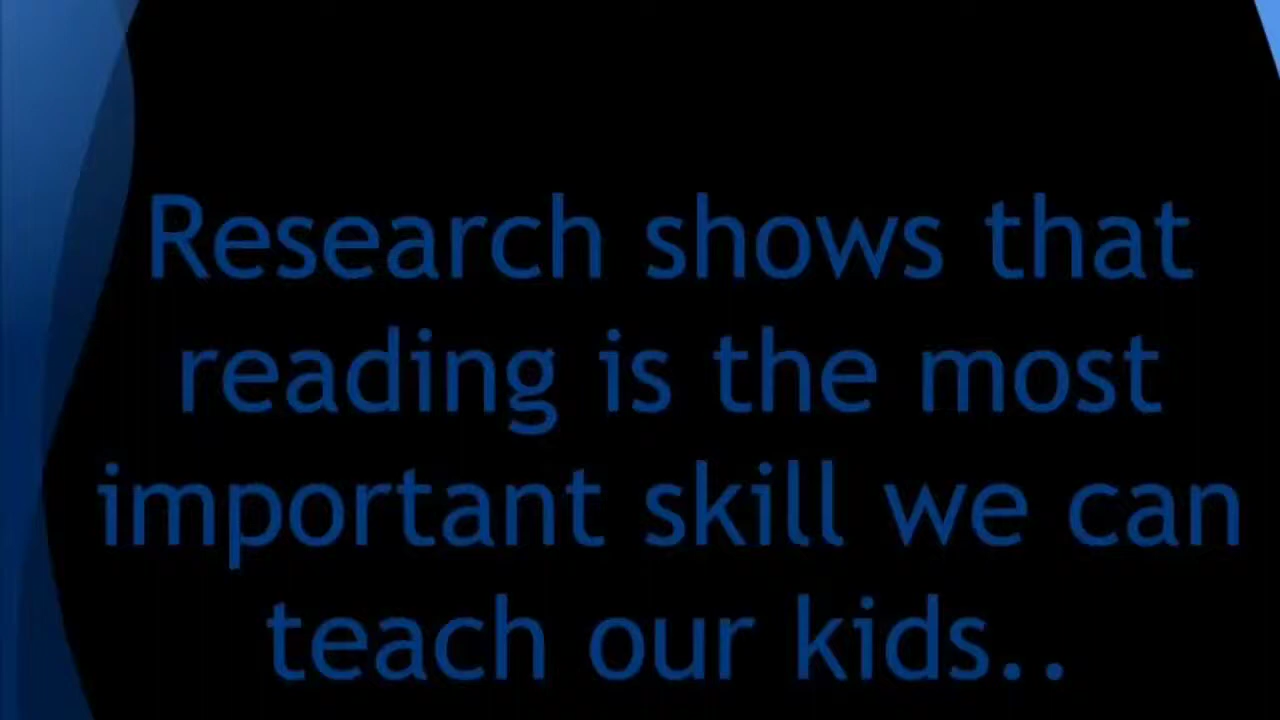 Research shows that
reading is the most
important skill we can
teach our kids..